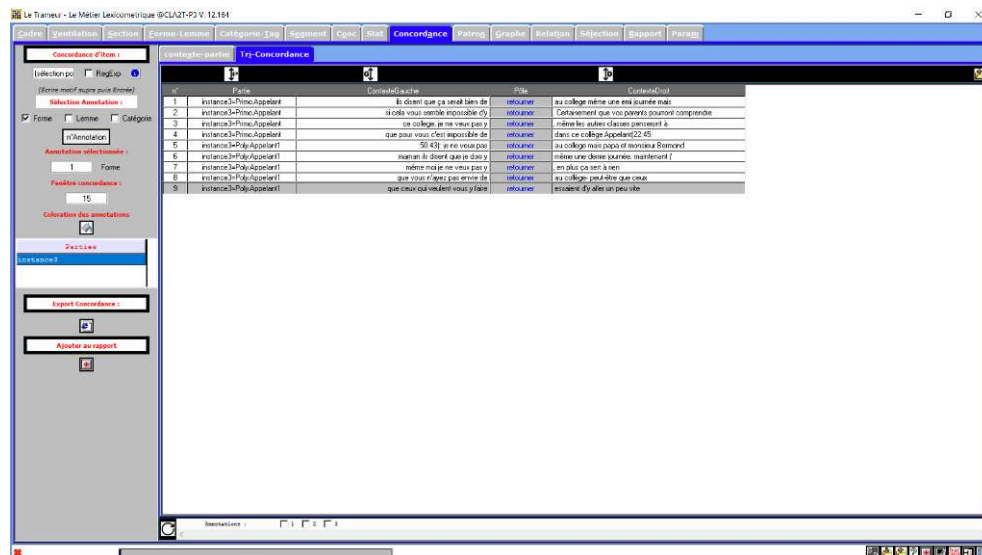 Le Trameur - Le Métier Lexicometrique @CLA2T-P3 V. 12.164
Cadre Ventilation Section Forme-Lemme Catégorie-Tag Segment Cooc Stat Concordance Patron Graphe Relation Sélection Rapport Param
Concordance d'item :
contexte-partie Tri-Concordance
(sélection po RegExp
(Ecrire motif supra puis Entrée)
Sélection Annotation :
Forme Lemme Catégorie
n°Annotation
Annotation sélectionnée :
1 Forme
Fenêtre concordance :
15
Coloration des annotations
Parties
instance3
Export Concordance :
Ajouter au rapport
n° Partie ContexteGauche Pôle ContexteDroit
1 instance3=Primo:Appelant ils disent que ça serait bien de retourner au collège même une journée mais
2 instance3=Primo:Appelant si cela vous semble impossible d'y retourner . Certainement que vos parents pourront comprendre
3 instance3=Primo:Appelant ce collège, je ne veux pas y retourner , même les autres classes penseront à
4 instance3=Primo:Appelant que pour vous c'est impossible de retourner dans ce collège.Appelant(22:45
5 instance3=Poly:Appelant1 50:43) je ne veux pas retourner au collège mais papa et monsieur Bermond
6 instance3=Poly:Appelant1 maman ils disent que je dois y retourner même une demie journée, maintenant /
7 instance3=Poly:Appelant1 même moi je ne veux pas y retourner , en plus ça sert à rien
8 instance3=Poly:Appelant1 que vous n'ayez pas envie de retourner au collège- peut-être que ceux
9 instance3=Poly:Appelant1 que ceux qui veulent vous y faire retourner essaient d'y aller un peu vite
Annotations : 1 2 3